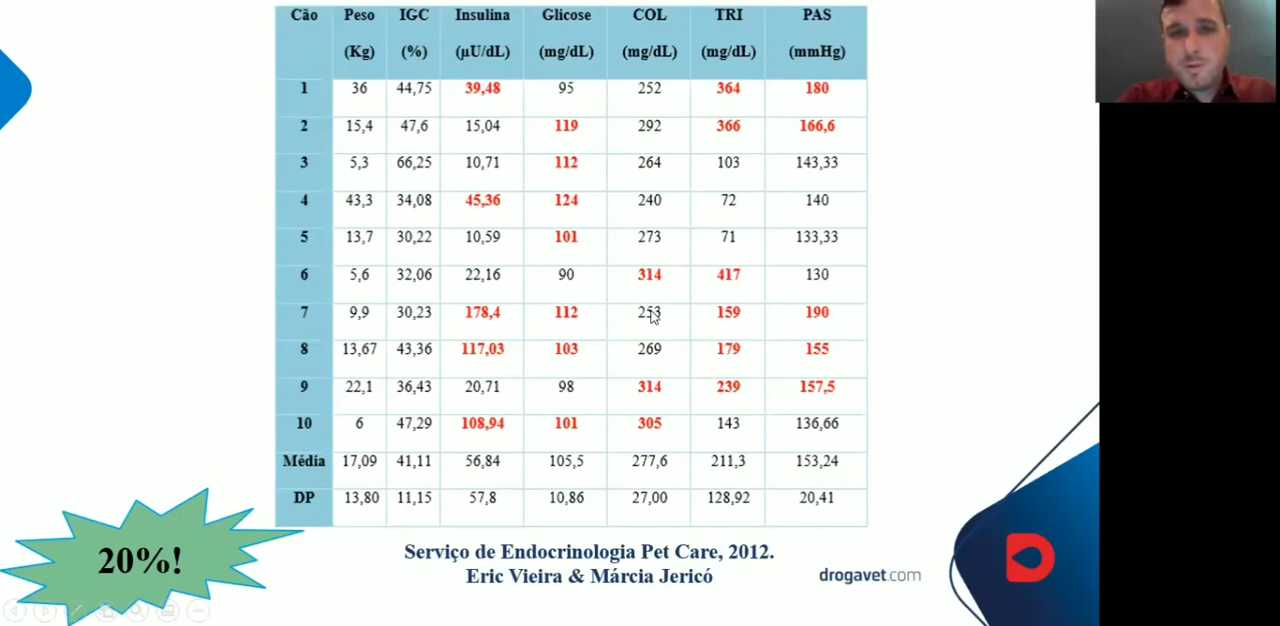 Cão Peso IGC Insulina Glicose COL TRI PAS
(Kg) (%) (µU/dL) (mg/dL) (mg/dL) (mg/dL) (mmHg)
1 36 44,75 39,48 95 252 364 180
2 15,4 47,6 15,04 119 292 366 166,6
3 5,3 66,25 10,71 112 264 103 143,33
4 43,3 34,08 45,36 124 240 72 140
5 13,7 30,22 10,59 101 273 71 133,33
6 5,6 32,06 22,16 90 314 417 130
7 9,9 30,23 178,4 112 253 159 190
8 13,67 43,36 117,03 103 269 179 155
9 22,1 36,43 20,71 98 314 239 157,5
10 6 47,29 108,94 101 305 143 136,66
Média 17,09 41,11 56,84 105,5 277,6 211,3 153,24
DP 13,80 11,15 57,8 10,86 27,00 128,92 20,41
20%!
Serviço de Endocrinologia Pet Care, 2012.
Eric Vieira & Márcia Jericó
drogavet.com